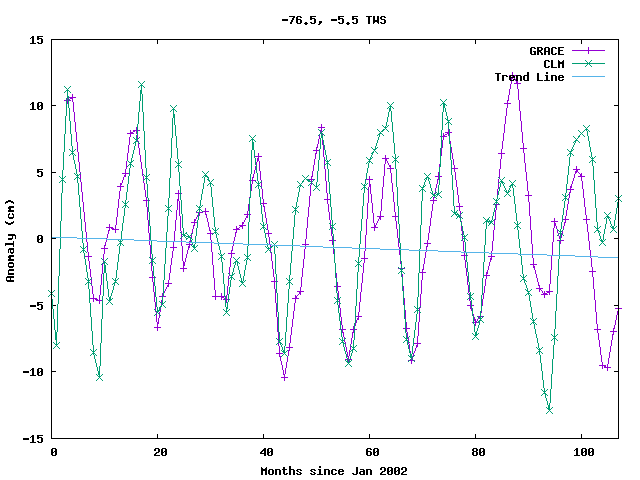 -76.5, -5.5 TWS
15
10
5
0
-5
-10
-15
Anomaly (cm)
GRACE
CLM
Trend Line
0 20 40 60 80 100
Months since Jan 2002